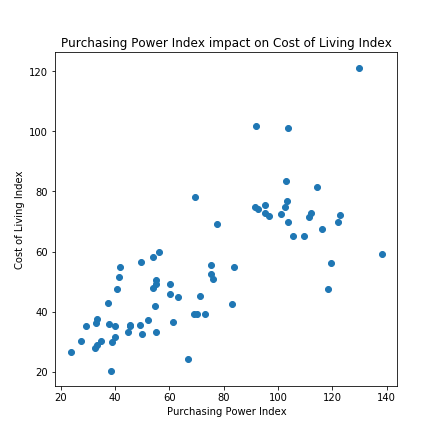 Purchasing Power Index impact on Cost of Living Index
120
100
80
60
40
20
Cost of Living Index
20 40 60 80 100 120 140
Purchasing Power Index